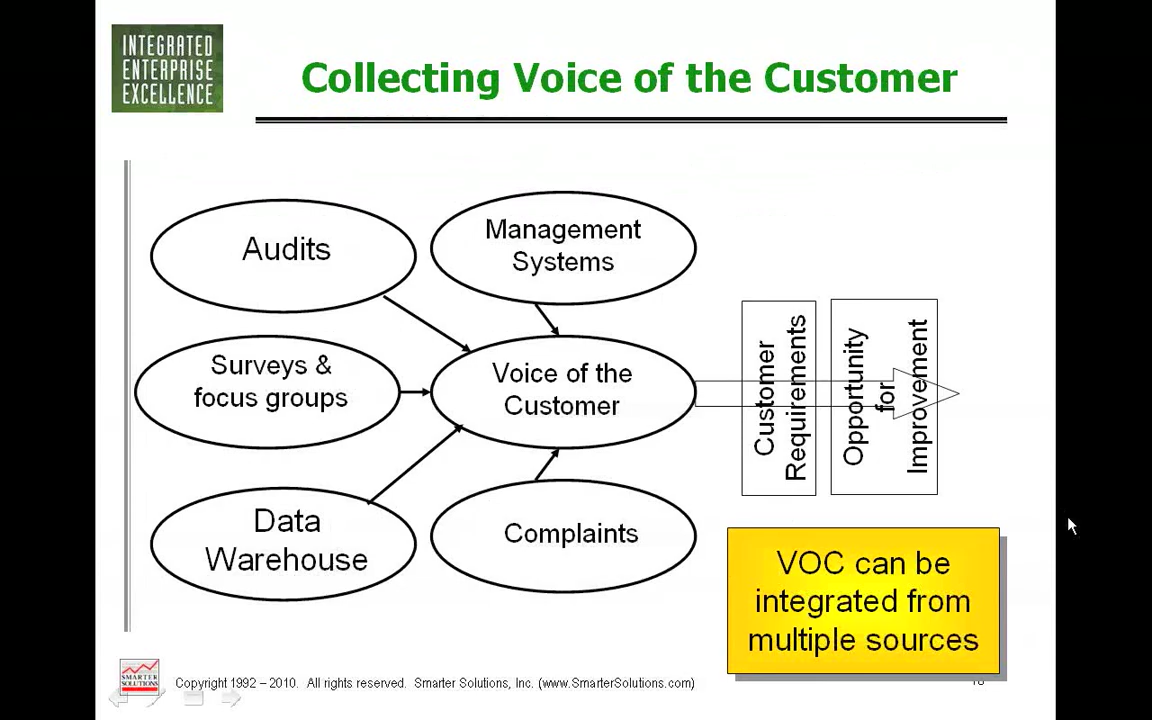 INTEGRATED
ENTERPRISE
EXCELLENCE
Collecting Voice of the Customer
Audits
Management
Systems
Surveys &
focus groups
Voice of the
Customer
Customer
Requirements
Opportunity
for
Improvement
Data
Warehouse
Complaints
VOC can be
integrated from
multiple sources
SMARTER
SOLUTIONS
Copyright 1992 – 2010. All rights reserved. Smarter Solutions, Inc. (www.SmarterSolutions.com)